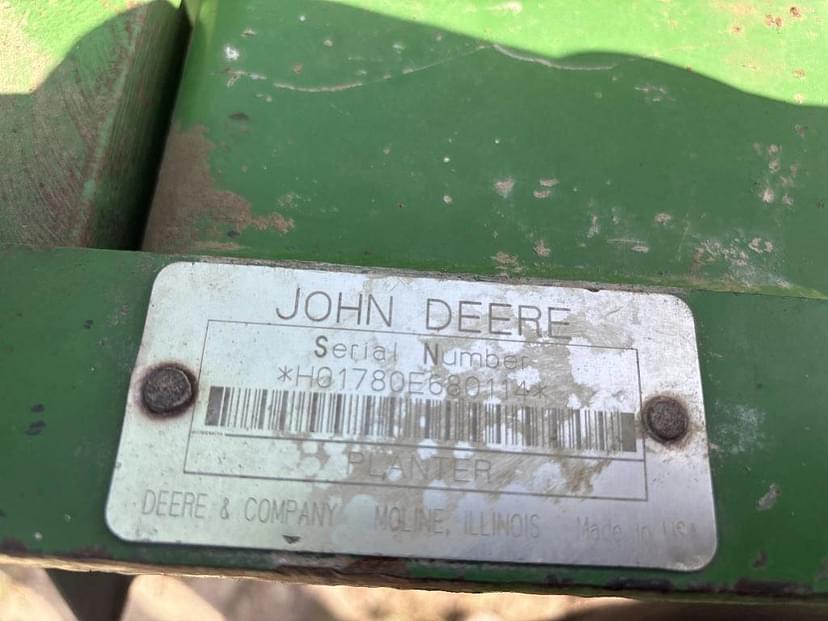 JOHN DEERE
Serial Number
*H01780E680114*
PLANTER
DEERE & COMPANY MOLINE, ILLINOIS Made in USA